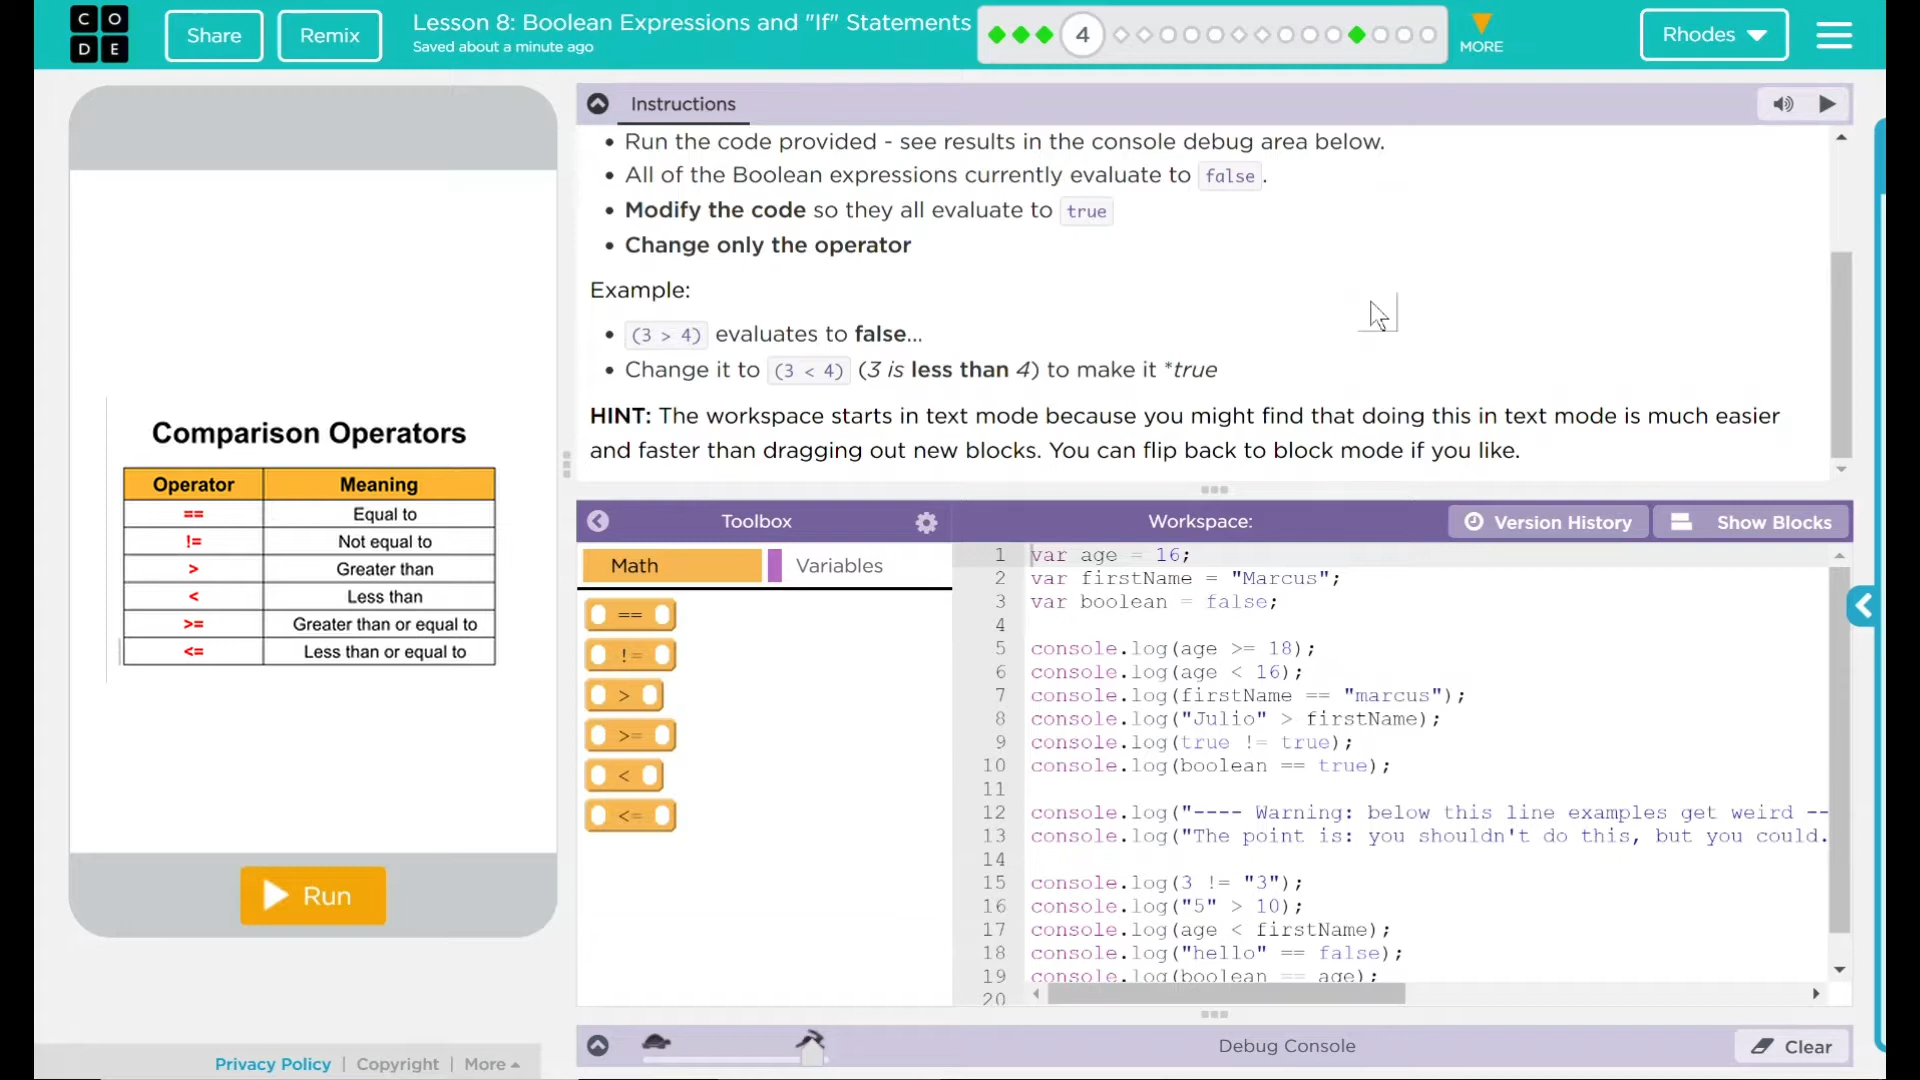 CODE
Share
Remix
Lesson 8: Boolean Expressions and "If" Statements
Saved about a minute ago
4
MORE
Rhodes
Instructions
Run the code provided - see results in the console debug area below.
All of the Boolean expressions currently evaluate to false.
Modify the code so they all evaluate to true
Change only the operator
Example:
(3 > 4) evaluates to false...
Change it to (3 < 4) (3 is less than 4) to make it *true
HINT: The workspace starts in text mode because you might find that doing this in text mode is much easier
and faster than dragging out new blocks. You can flip back to block mode if you like.
Comparison Operators
Operator Meaning
== Equal to
!= Not equal to
> Greater than
< Less than
>= Greater than or equal to
<= Less than or equal to
Run
Toolbox
Workspace:
Version History
Show Blocks
Math
Variables
==
!=
>
>=
<
<=
1 var age = 16;
2 var firstName = "Marcus";
3 var boolean = false;
4
5 console.log(age >= 18);
6 console.log(age < 16);
7 console.log(firstName == "marcus");
8 console.log("Julio" > firstName);
9 console.log(true != true);
10 console.log(boolean == true);
11
12 console.log("---- Warning: below this line examples get weird --
13 console.log("The point is: you shouldn't do this, but you could.
14
15 console.log(3 != "3");
16 console.log("5" > 10);
17 console.log(age < firstName);
18 console.log("hello" == false);
19 console.log(boolean == age);
20
Debug Console
Clear
Privacy Policy | Copyright | More